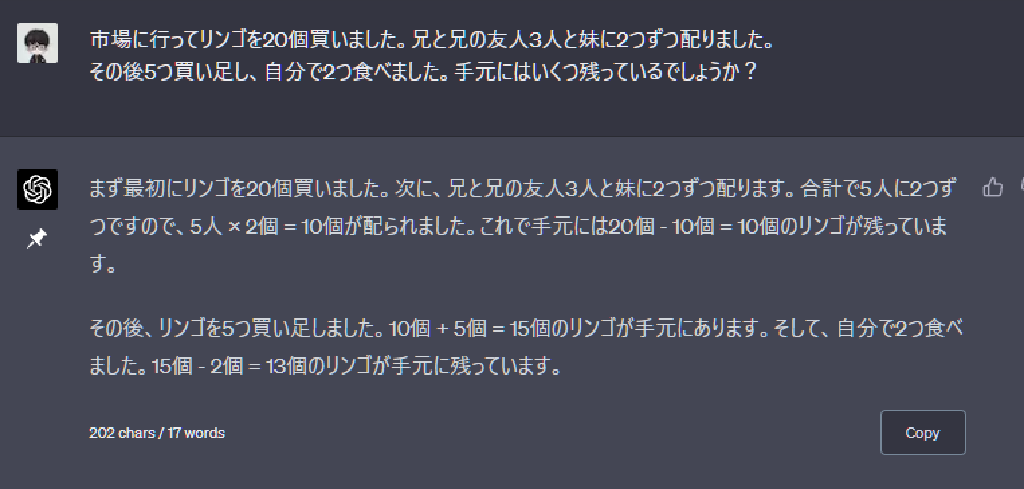 市場に行ってリンゴを20個買いました。兄と兄の友人3人と妹に2つずつ配りました。
その後5つ買い足し、自分で2つ食べました。手元にはいくつ残っているでしょうか？
まず最初にリンゴを20個買いました。次に、兄と兄の友人3人と妹に2つずつ配ります。合計で5人に2つず
つですので、5人 × 2個 = 10個が配られました。これで手元には20個 - 10個 = 10個のリンゴが残っていま
す。
その後、リンゴを5つ買い足しました。10個 + 5個 = 15個のリンゴが手元にあります。そして、自分で2つ食べ
ました。15個 - 2個 = 13個のリンゴが手元に残っています。
202 chars / 17 words
Copy